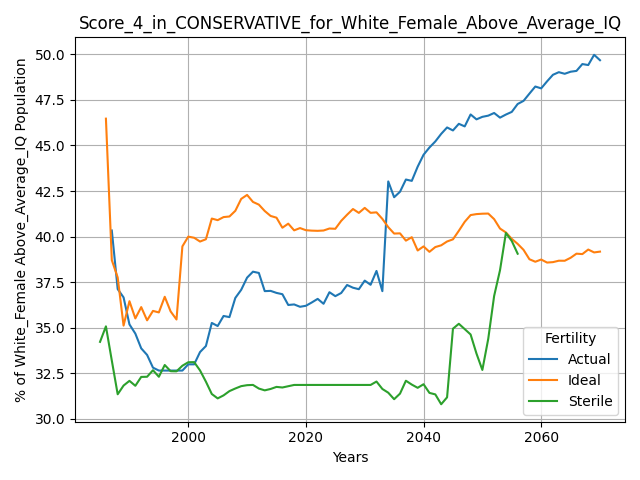 Score_4_in_CONSERVATIVE_for_White_Female_Above_Average_IQ
% of White_Female Above_Average_IQ Population
50.0
47.5
45.0
42.5
40.0
37.5
35.0
32.5
30.0
2000
2020
2040
2060
Years
Fertility
Actual
Ideal
Sterile